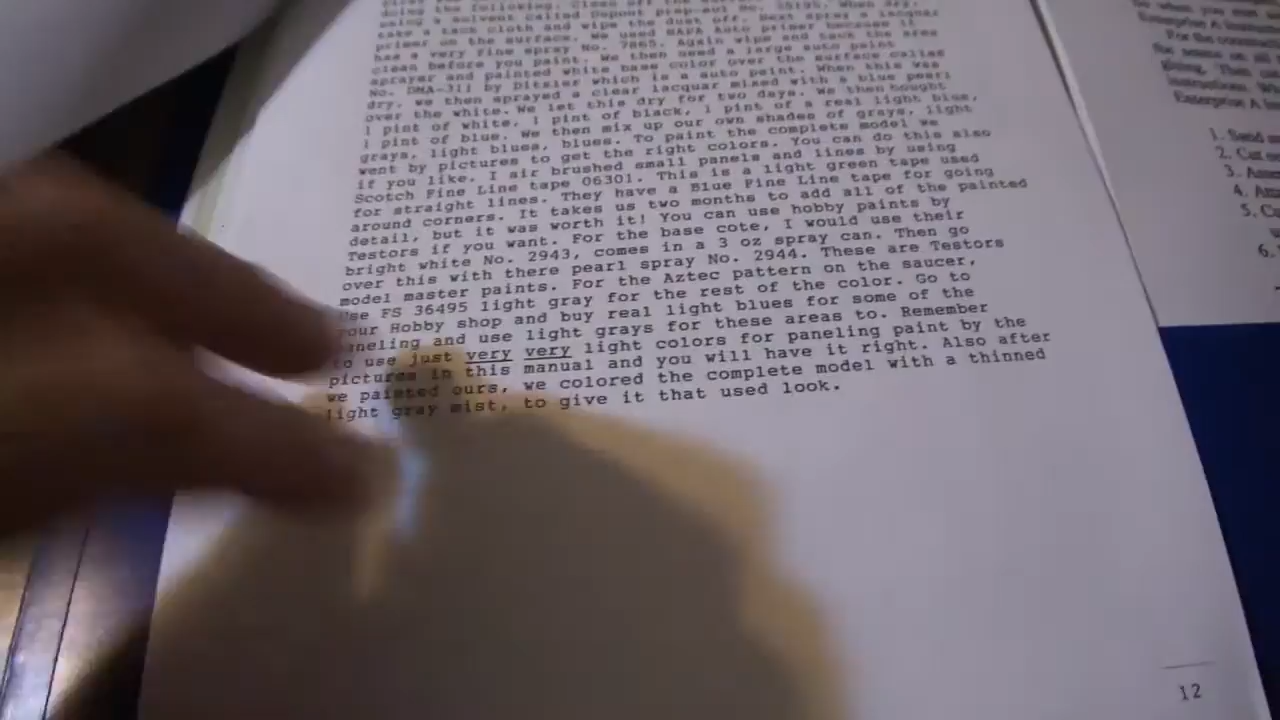 doing the following. Clean off the
using a solvent called Dupont prepsol No. When dry,
take a tack cloth and wipe the dust off. Next spray a lacquer
primer on the surface. We used NAPA Auto primer because it
has a very fine spray No. 7865. Again wipe and tack the area
clean before you paint. We then used a large auto paint
sprayer and painted white base color over the surface called
No. DMA-311 by Ditzler which is a auto paint. When this was
dry, we then sprayed a clear lacquar mixed with a blue pearl
over the white. We let this dry for two days. We then bought
1 pint of white, 1 pint of black, 1 pint of a real light blue,
1 pint of blue. We then mix up our own shades of grays, light
grays, light blues, blues. To paint the complete model we
went by pictures to get the right colors. You can do this also
if you like. I air brushed small panels and lines by using
Scotch Fine Line tape 06301. This is a light green tape used
for straight lines. They have a Blue Fine Line tape for going
around corners. It takes us two months to add all of the painted
detail, but it was worth it! You can use hobby paints by
Testors if you want. For the base cote, I would use their
bright white No. 2943, comes in a 3 oz spray can. Then go
over this with there pearl spray No. 2944. These are Testors
model master paints. For the Aztec pattern on the saucer,
Use FS 36495 light gray for the rest of the color. Go to
your Hobby shop and buy real light blues for some of the
paneling and use light grays for these areas to. Remember
to use just very very light colors for paneling paint by the
pictures in this manual and you will have it right. Also after
we painted ours, we colored the complete model with a thinned
light gray mist, to give it that used look.
12
Enterprise A
For the
Enterprise A
1. Send
2. Cut
3.
4.
5.
6.